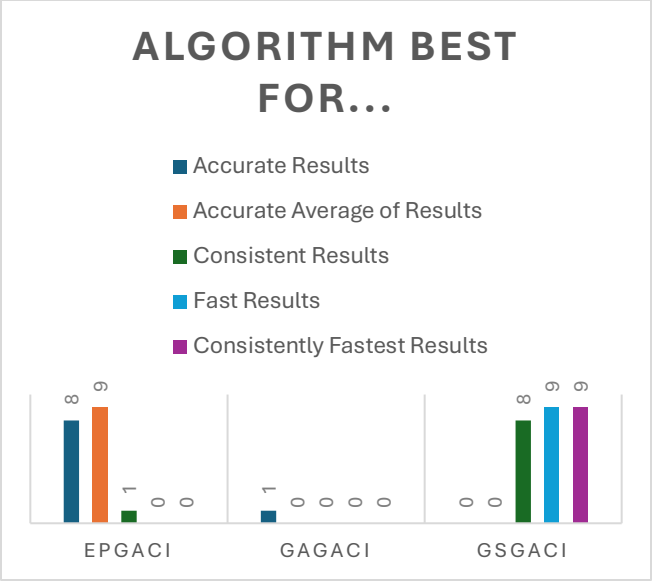 ALGORITHM BEST
FOR...
Accurate Results
Accurate Average of Results
Consistent Results
Fast Results
Consistently Fastest Results
8 9 1 0 0 1 0 0 0 0 0 0 8 9 9
EPGACI GAGACI GSGACI